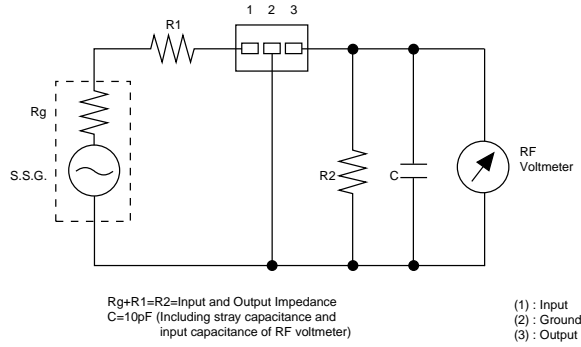 1 2 3
R1
Rg
S.S.G.
R2
C
RF
Voltmeter
Rg+R1=R2=Input and Output Impedance
C=10pF (Including stray capacitance and
input capacitance of RF voltmeter)
(1) : Input
(2) : Ground
(3) : Output